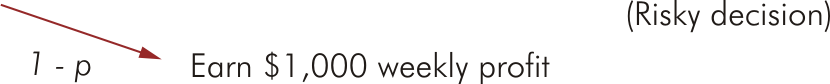 (Risky decision)
1 - p
Earn $1,000 weekly profit